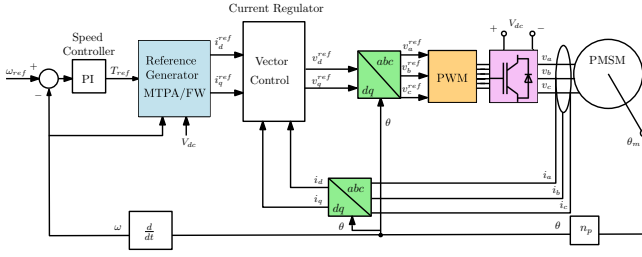 Current Regulator
Speed
Controller
ω_ref
+
−
PI
T_ref
Reference
Generator
MTPA/FW
V_dc
i_d^ref
i_q^ref
Vector
Control
v_d^ref
v_q^ref
abc
dq
θ
v_a^ref
v_b^ref
v_c^ref
PWM
+ V_dc −
v_a
v_b
v_c
PMSM
θ_m
i_d
i_q
abc
dq
θ
i_a
i_b
i_c
ω
d/dt
θ
n_p